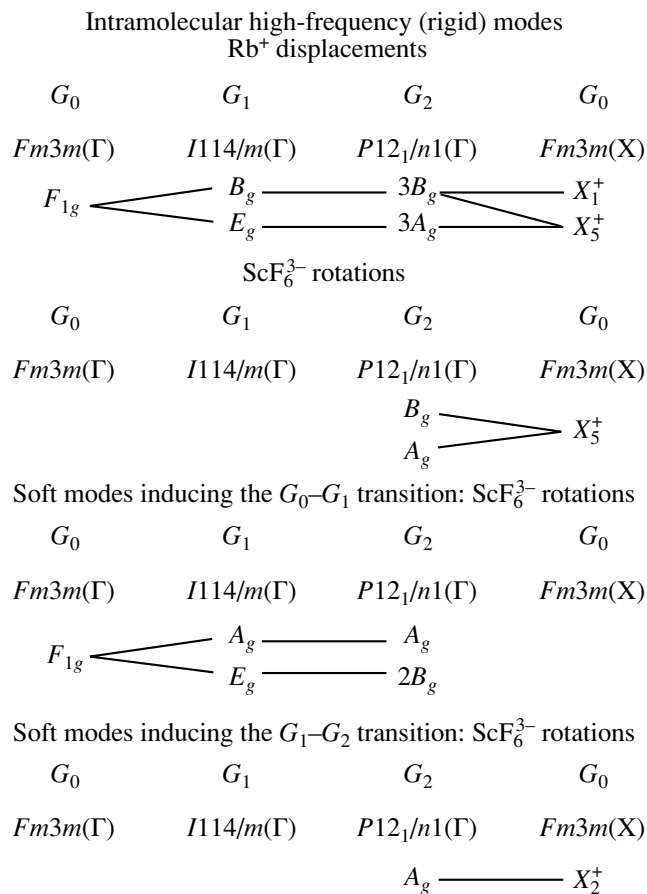 Intramolecular high-frequency (rigid) modes
Rb⁺ displacements
G₀ G₁ G₂ G₀
Fm3m(Γ) I114/m(Γ) P12₁/n1(Γ) Fm3m(X)
B_g 3B_g X₁⁺
F₁g
E_g 3A_g X₅⁺
ScF₆³⁻ rotations
G₀ G₁ G₂ G₀
Fm3m(Γ) I114/m(Γ) P12₁/n1(Γ) Fm3m(X)
B_g
X₅⁺
A_g
Soft modes inducing the G₀–G₁ transition: ScF₆³⁻ rotations
G₀ G₁ G₂ G₀
Fm3m(Γ) I114/m(Γ) P12₁/n1(Γ) Fm3m(X)
A_g A_g
F₁g
E_g 2B_g
Soft modes inducing the G₁–G₂ transition: ScF₆³⁻ rotations
G₀ G₁ G₂ G₀
Fm3m(Γ) I114/m(Γ) P12₁/n1(Γ) Fm3m(X)
A_g X₂⁺